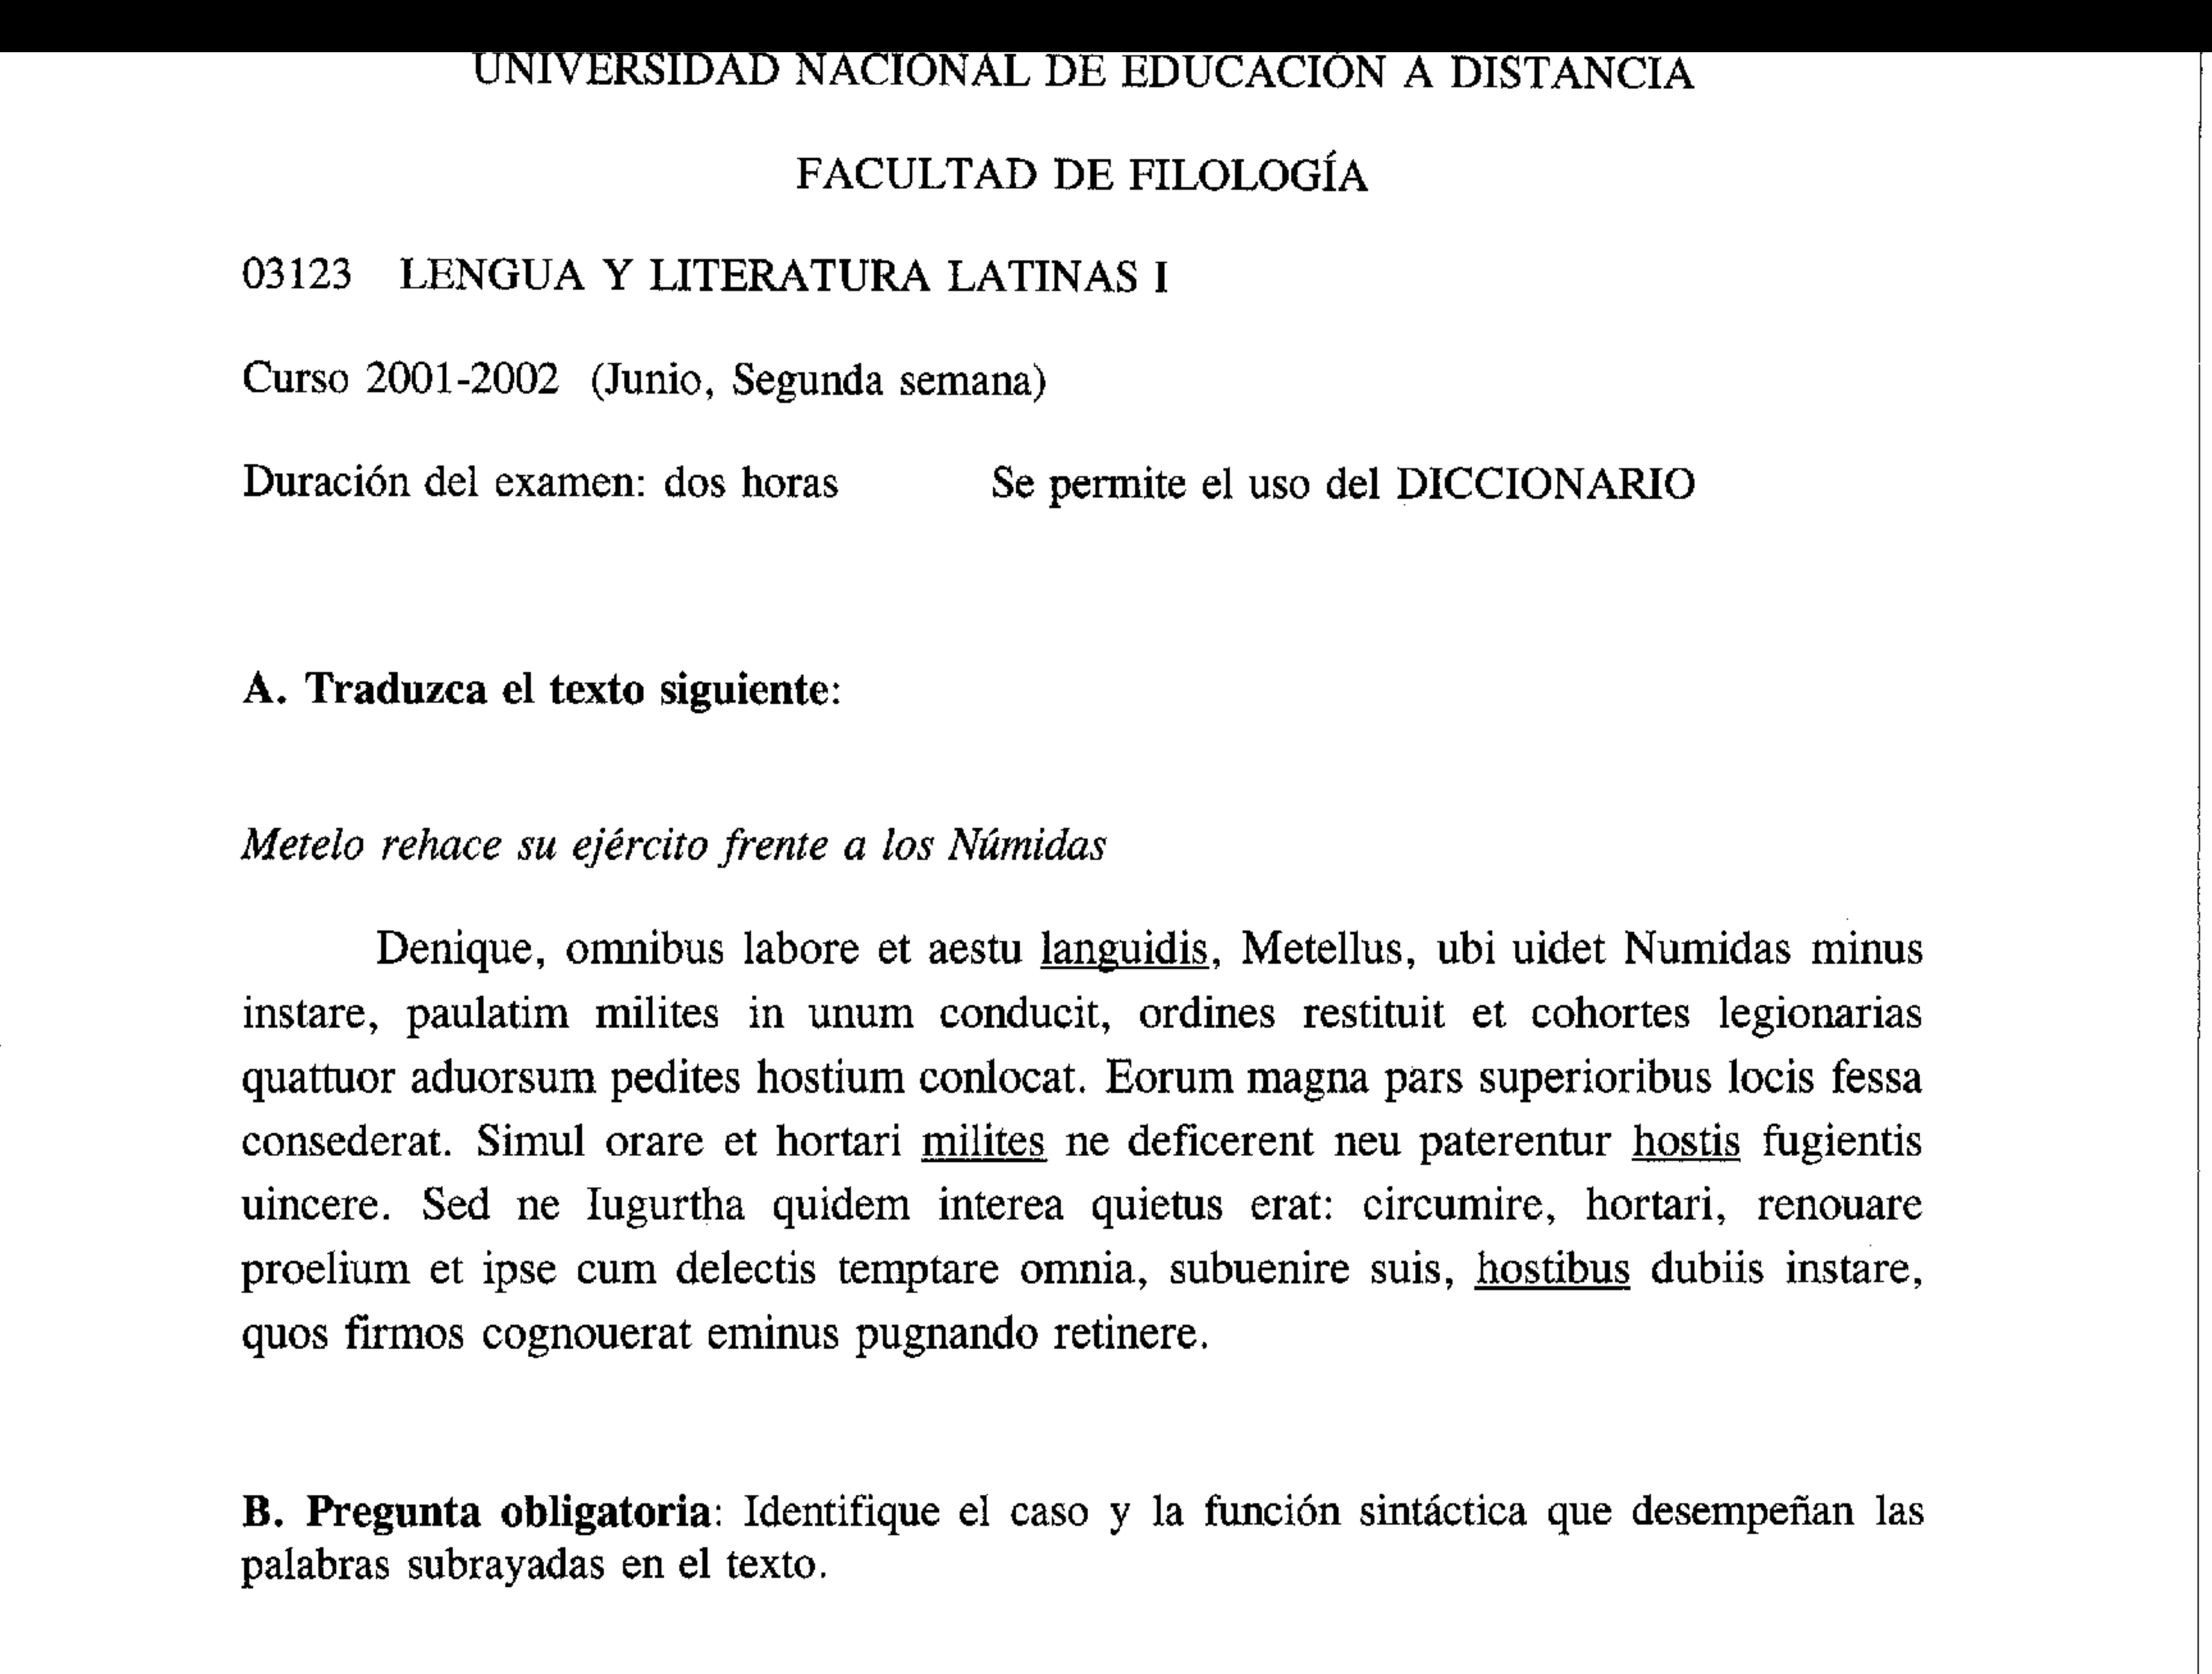 UNIVERSIDAD NACIONAL DE EDUCACIÓN A DISTANCIA
FACULTAD DE FILOLOGÍA
03123 LENGUA Y LITERATURA LATINAS I
Curso 2001-2002 (Junio, Segunda semana)
Duración del examen: dos horas Se permite el uso del DICCIONARIO
A. Traduzca el texto siguiente:
Metelo rehace su ejército frente a los Númidas
Denique, omnibus labore et aestu languidis, Metellus, ubi uidet Numidas minus
instare, paulatim milites in unum conducit, ordines restituit et cohortes legionarias
quattuor aduorsum pedites hostium conlocat. Eorum magna pars superioribus locis fessa
consederat. Simul orare et hortari milites ne deficerent neu paterentur hostis fugientis
uincere. Sed ne Iugurtha quidem interea quietus erat: circumire, hortari, renouare
proelium et ipse cum delectis temptare omnia, subuenire suis, hostibus dubiis instare,
quos firmos cognouerat eminus pugnando retinere.
B. Pregunta obligatoria: Identifique el caso y la función sintáctica que desempeñan las
palabras subrayadas en el texto.